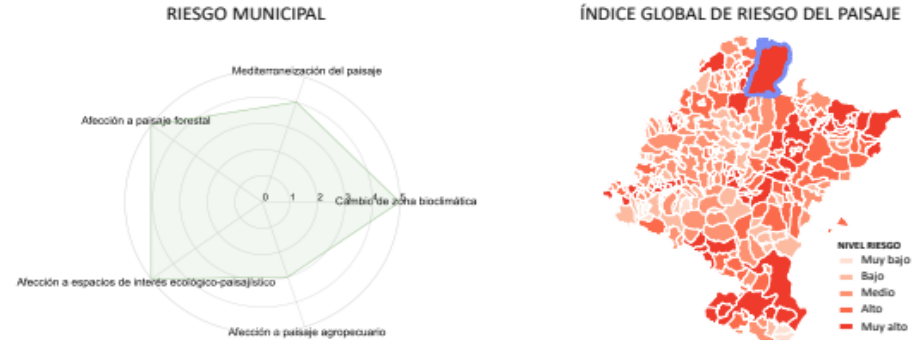 RIESGO MUNICIPAL
Mediterraneización del paisaje
Afección a paisaje forestal
0 1 2 3 4 5
Cambio de zona bioclimática
Afección a espacios de interés ecológico-paisajístico
Afección a paisaje agropecuario
ÍNDICE GLOBAL DE RIESGO DEL PAISAJE
NIVEL RIESGO
Muy bajo
Bajo
Medio
Alto
Muy alto